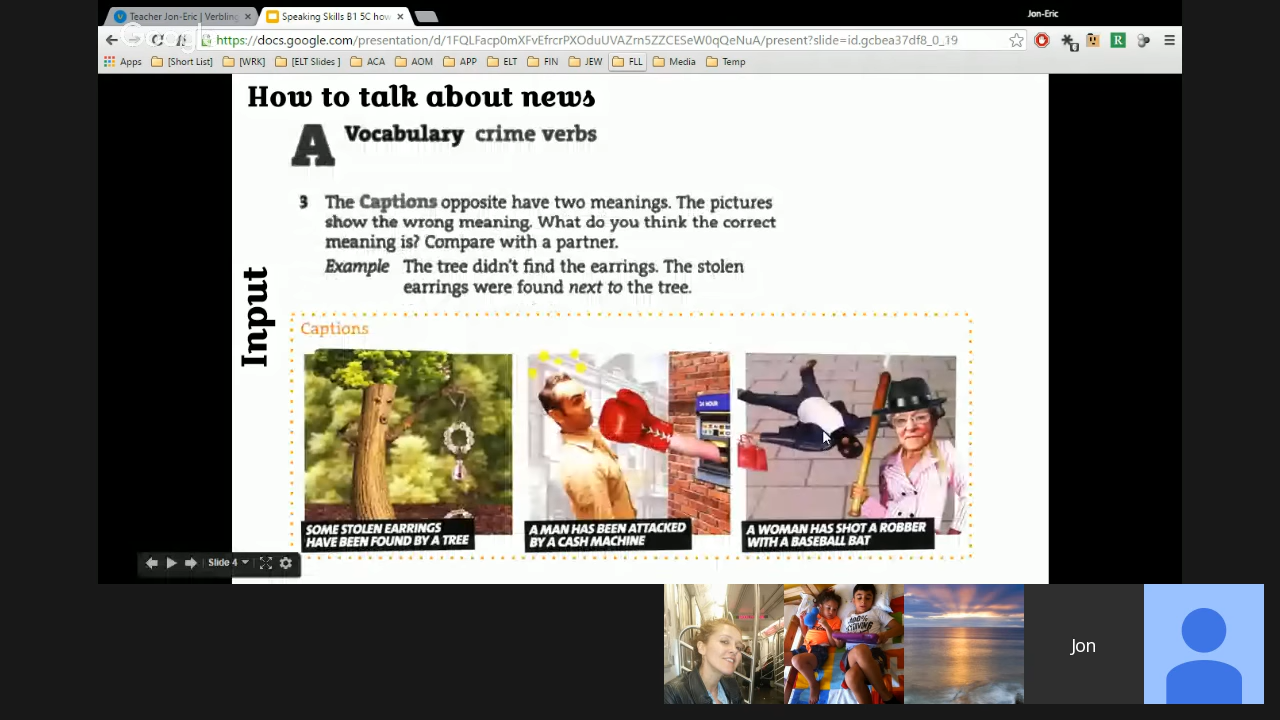 Teacher Jon-Eric | Verbling
Speaking Skills B1 5C how
Jon-Eric
https://docs.google.com/presentation/d/1FQLFacp0mXFvEfrcrPXOduUVAZm5ZZCESeW0qQeNuA/present?slide=id.gcbea37df8_0_19
Apps [Short List] [WRK] [ELT Slides ] ACA AOM APP ELT FIN JEW FLL Media Temp
How to talk about news
A Vocabulary crime verbs
3 The Captions opposite have two meanings. The pictures
show the wrong meaning. What do you think the correct
meaning is? Compare with a partner.
Example The tree didn't find the earrings. The stolen
earrings were found next to the tree.
Input
Captions
24 HOUR
SOME STOLEN EARRINGS
HAVE BEEN FOUND BY A TREE
A MAN HAS BEEN ATTACKED
BY A CASH MACHINE
A WOMAN HAS SHOT A ROBBER
WITH A BASEBALL BAT
Slide 4
Jon